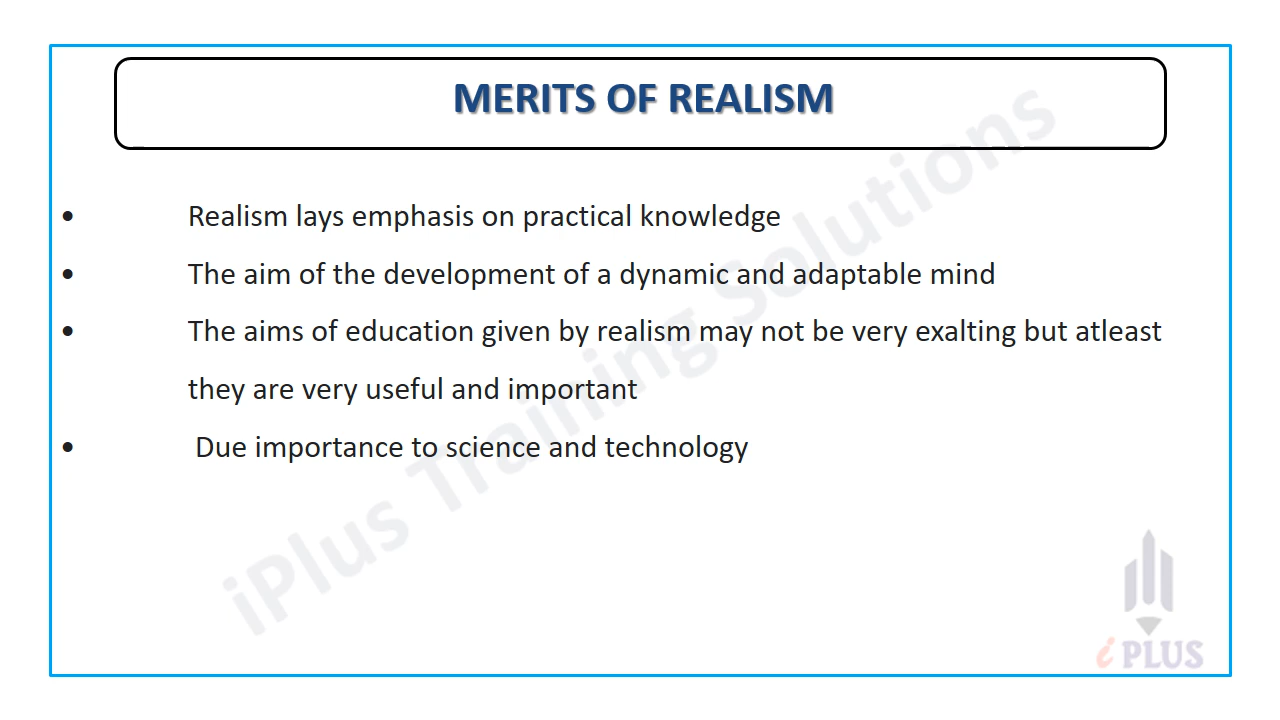 MERITS OF REALISM
• Realism lays emphasis on practical knowledge
• The aim of the development of a dynamic and adaptable mind
• The aims of education given by realism may not be very exalting but atleast
they are very useful and important
• Due importance to science and technology
iPlus Training Solutions
i PLUS